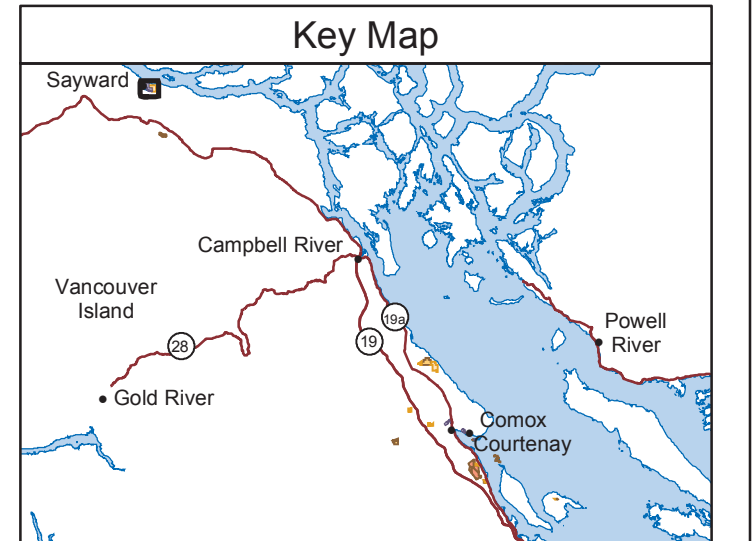 Key Map
Sayward
Campbell River
Vancouver
Island
19a
Powell
River
28
19
Gold River
Comox
Courtenay